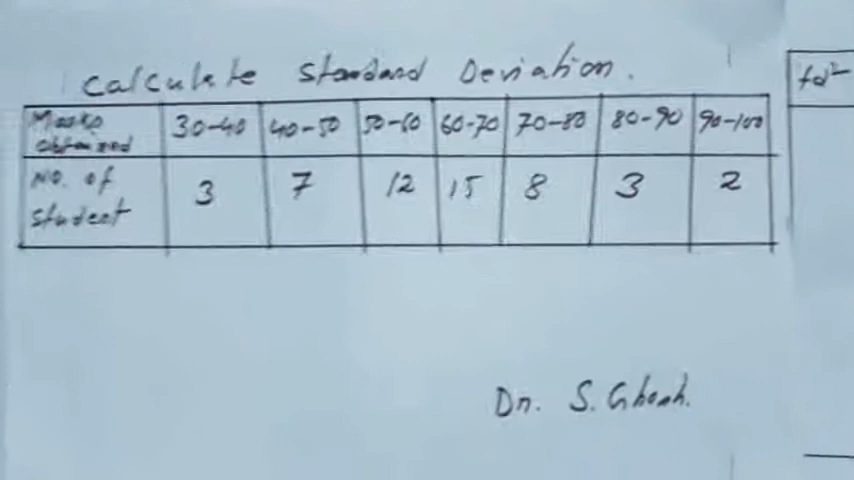 Calculate Standard Deviation.
Marks obtained 30-40 40-50 50-60 60-70 70-80 80-90 90-100
No. of student 3 7 12 15 8 3 2
fd²
Dr. S. Ghosh.